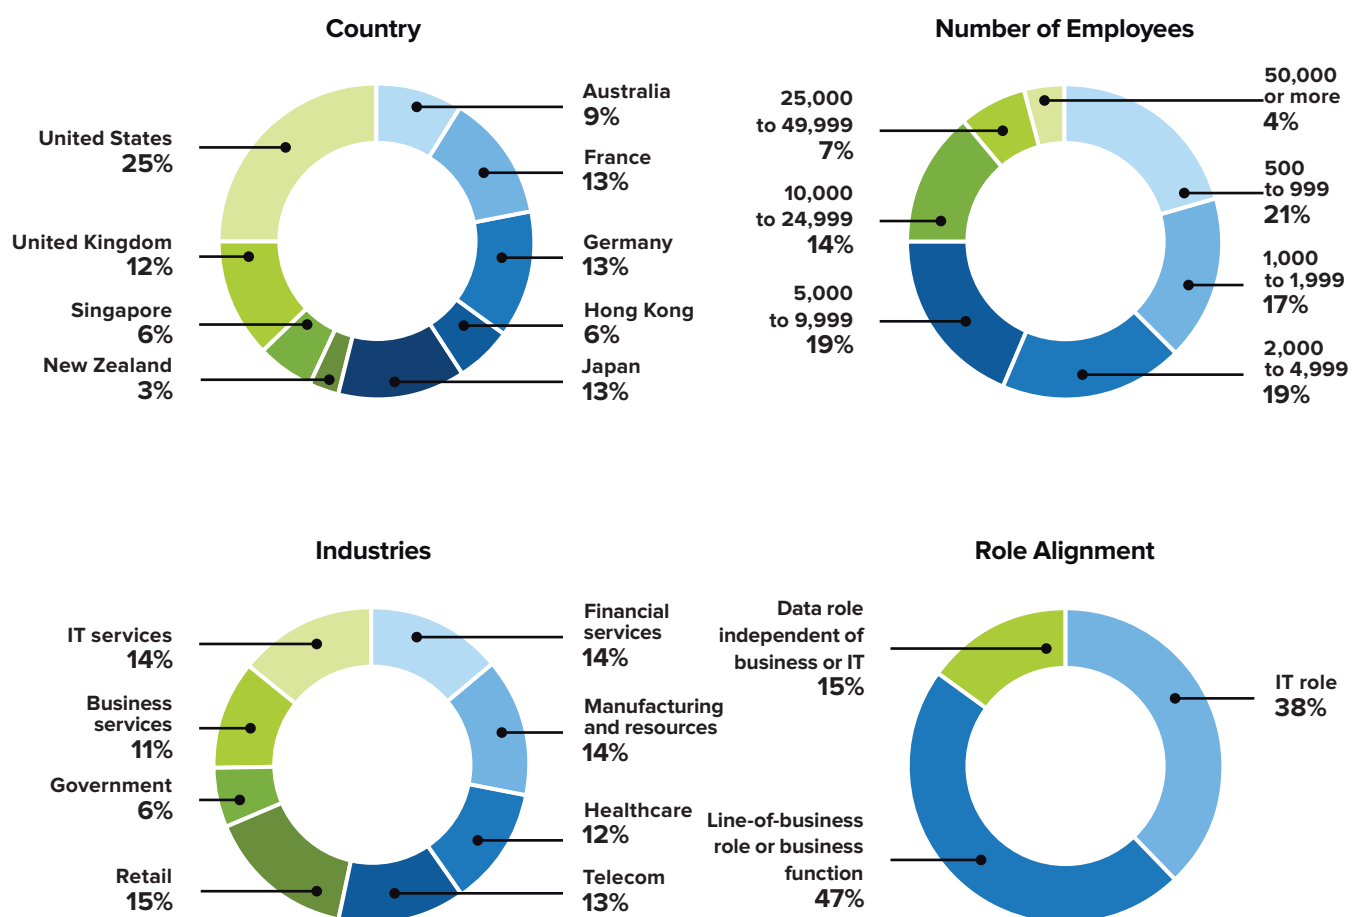 Country
Australia
9%
France
13%
Germany
13%
Hong Kong
6%
Japan
13%
United States
25%
United Kingdom
12%
Singapore
6%
New Zealand
3%
Number of Employees
50,000
or more
4%
500
to 999
21%
1,000
to 1,999
17%
2,000
to 4,999
19%
25,000
to 49,999
7%
10,000
to 24,999
14%
5,000
to 9,999
19%
Industries
Financial
services
14%
Manufacturing
and resources
14%
Healthcare
12%
Telecom
13%
IT services
14%
Business
services
11%
Government
6%
Retail
15%
Role Alignment
Data role
independent of
business or IT
15%
IT role
38%
Line-of-business
role or business
function
47%